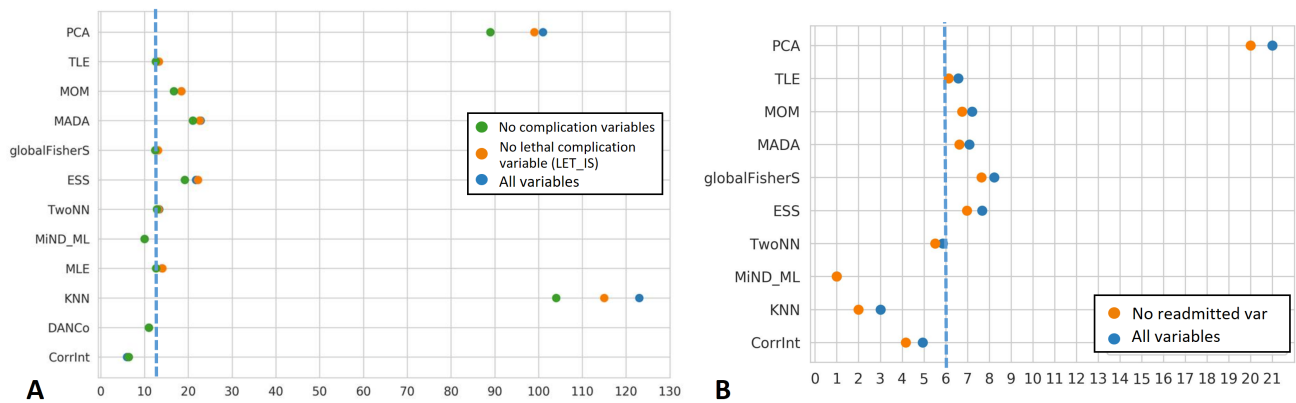 PCA
TLE
MOM
MADA
globalFisherS
ESS
TwoNN
MiND_ML
MLE
KNN
DANCo
CorrInt
0 10 20 30 40 50 60 70 80 90 100 110 120 130
No complication variables
No lethal complication
variable (LET_IS)
All variables
A
PCA
TLE
MOM
MADA
globalFisherS
ESS
TwoNN
MiND_ML
KNN
CorrInt
0 1 2 3 4 5 6 7 8 9 10 11 12 13 14 15 16 17 18 19 20 21
No readmitted var
All variables
B